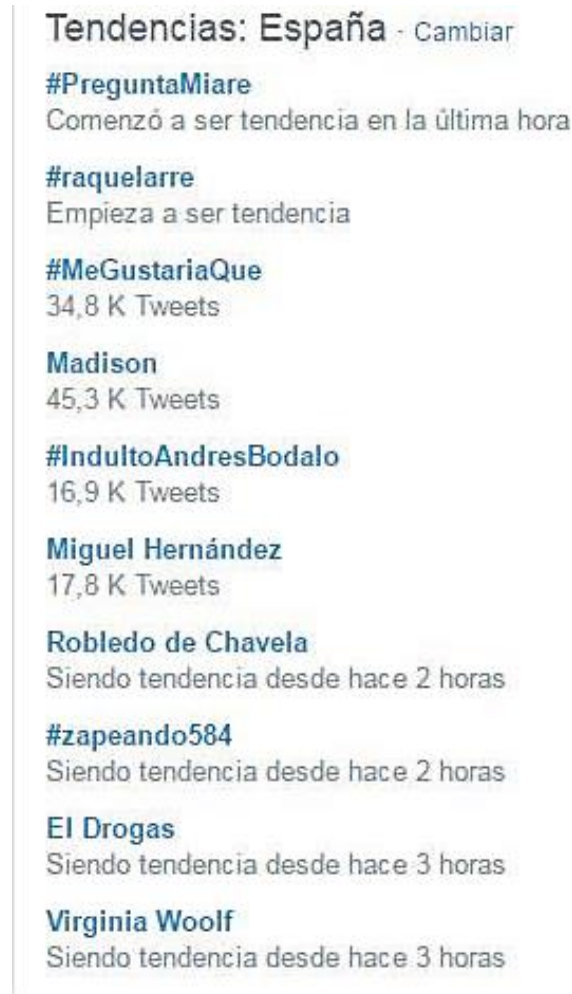 Tendencias: España · Cambiar
#PreguntaMiare
Comenzó a ser tendencia en la última hora
#raquelarre
Empieza a ser tendencia
#MeGustariaQue
34,8 K Tweets
Madison
45,3 K Tweets
#IndultoAndresBodalo
16,9 K Tweets
Miguel Hernández
17,8 K Tweets
Robledo de Chavela
Siendo tendencia desde hace 2 horas
#zapeando584
Siendo tendencia desde hace 2 horas
El Drogas
Siendo tendencia desde hace 3 horas
Virginia Woolf
Siendo tendencia desde hace 3 horas